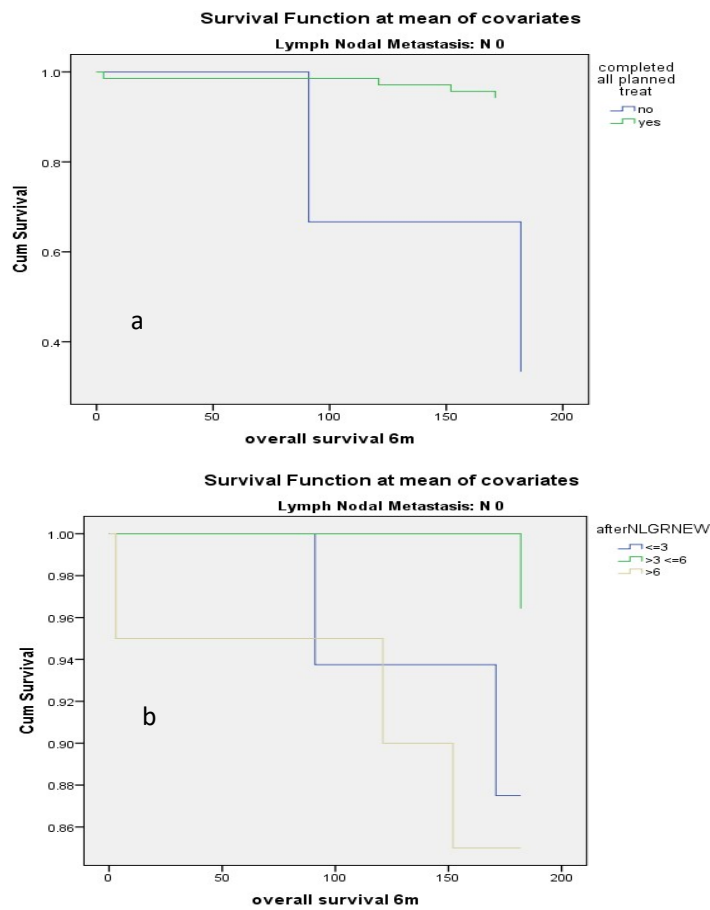 Survival Function at mean of covariates
Lymph Nodal Metastasis: N 0
completed
all planned
treat
no
yes
1.0
0.8
0.6
0.4
Cum Survival
a
0
50
100
150
200
overall survival 6m
Survival Function at mean of covariates
Lymph Nodal Metastasis: N 0
afterNLGRNEW
<=3
>3 <=6
>6
1.00
0.98
0.96
0.94
0.92
0.90
0.88
0.86
Cum Survival
b
0
50
100
150
200
overall survival 6m